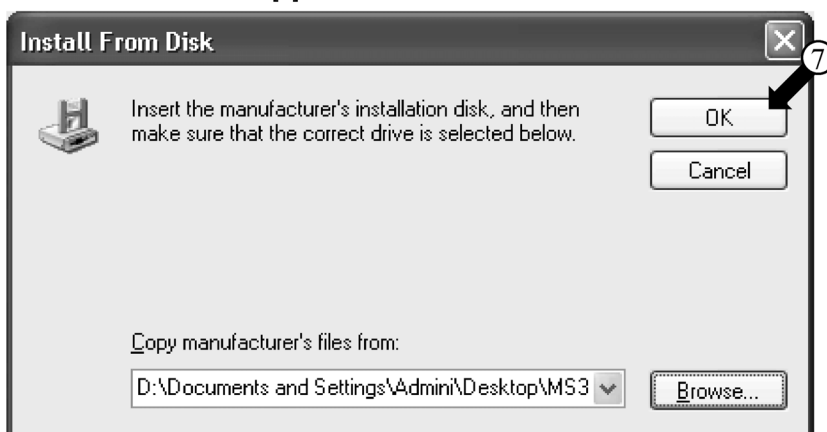 Install From Disk
7
Insert the manufacturer's installation disk, and then
make sure that the correct drive is selected below.
OK
Cancel
Copy manufacturer's files from:
D:\Documents and Settings\Admini\Desktop\MS3
Browse...